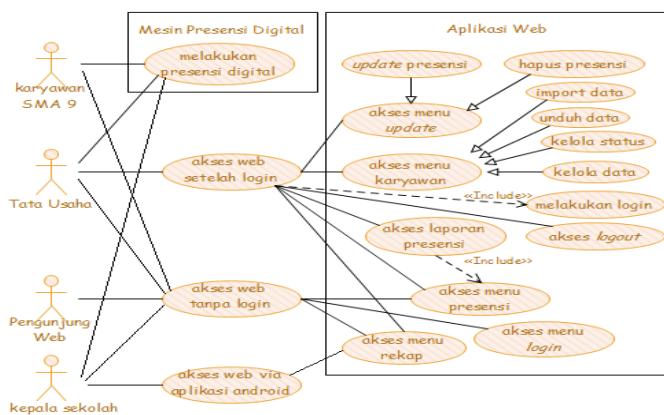 Mesin Presensi Digital
Aplikasi Web
melakukan
presensi digital
karyawan
SMA 9
update presensi
hapus presensi
import data
akses menu
update
unduh data
kelola status
akses web
setelah login
akses menu
karyawan
kelola data
Tata Usaha
<<Include>>
melakukan login
akses laporan
presensi
akses logout
<<Include>>
akses web
tanpa login
akses menu
presensi
Pengunjung
Web
akses menu
rekap
akses menu
login
akses web via
aplikasi android
kepala sekolah